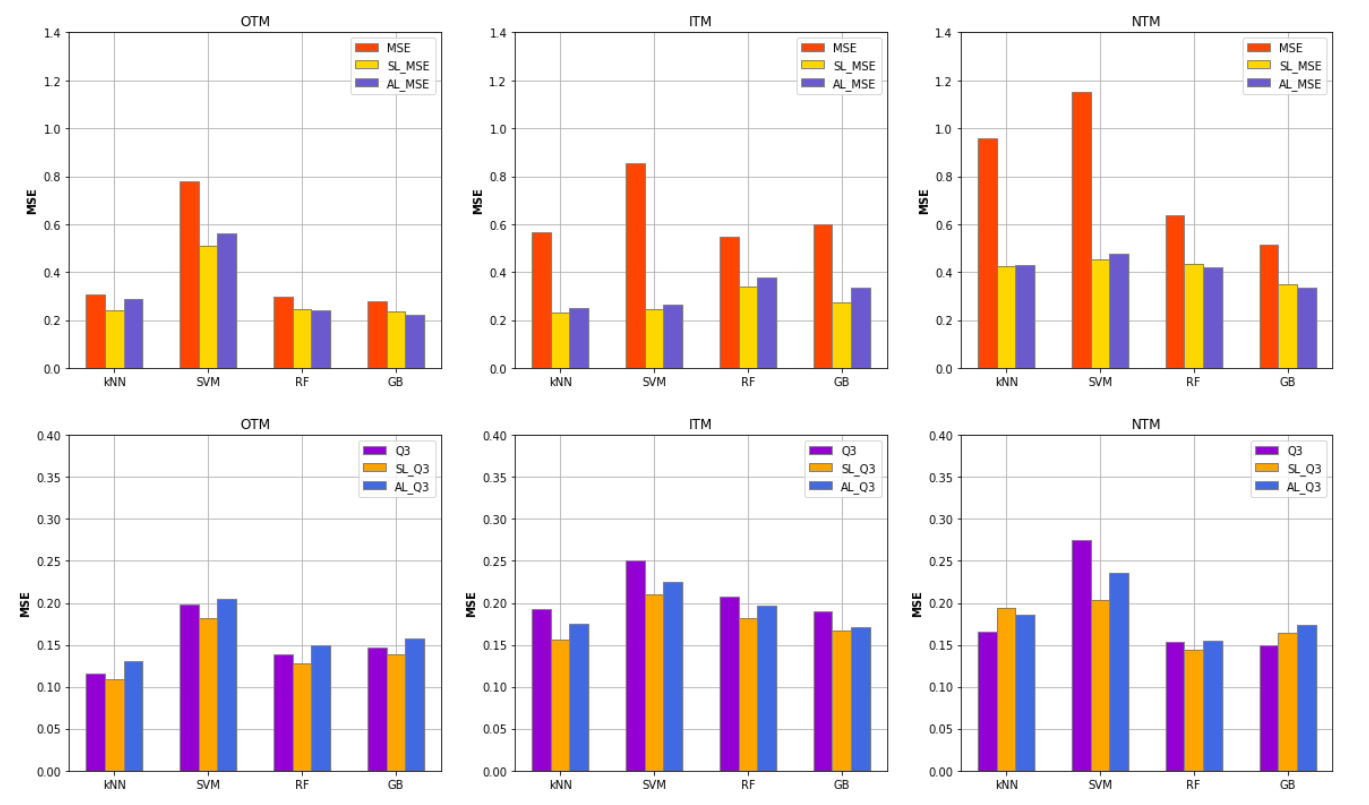 OTM
1.4
1.2
1.0
0.8
0.6
0.4
0.2
0.0
MSE
kNN SVM RF GB
MSE
SL_MSE
AL_MSE
ITM
1.4
1.2
1.0
0.8
0.6
0.4
0.2
0.0
MSE
kNN SVM RF GB
MSE
SL_MSE
AL_MSE
NTM
1.4
1.2
1.0
0.8
0.6
0.4
0.2
0.0
MSE
kNN SVM RF GB
MSE
SL_MSE
AL_MSE
OTM
0.40
0.35
0.30
0.25
0.20
0.15
0.10
0.05
0.00
MSE
kNN SVM RF GB
Q3
SL_Q3
AL_Q3
ITM
0.40
0.35
0.30
0.25
0.20
0.15
0.10
0.05
0.00
MSE
kNN SVM RF GB
Q3
SL_Q3
AL_Q3
NTM
0.40
0.35
0.30
0.25
0.20
0.15
0.10
0.05
0.00
MSE
kNN SVM RF GB
Q3
SL_Q3
AL_Q3